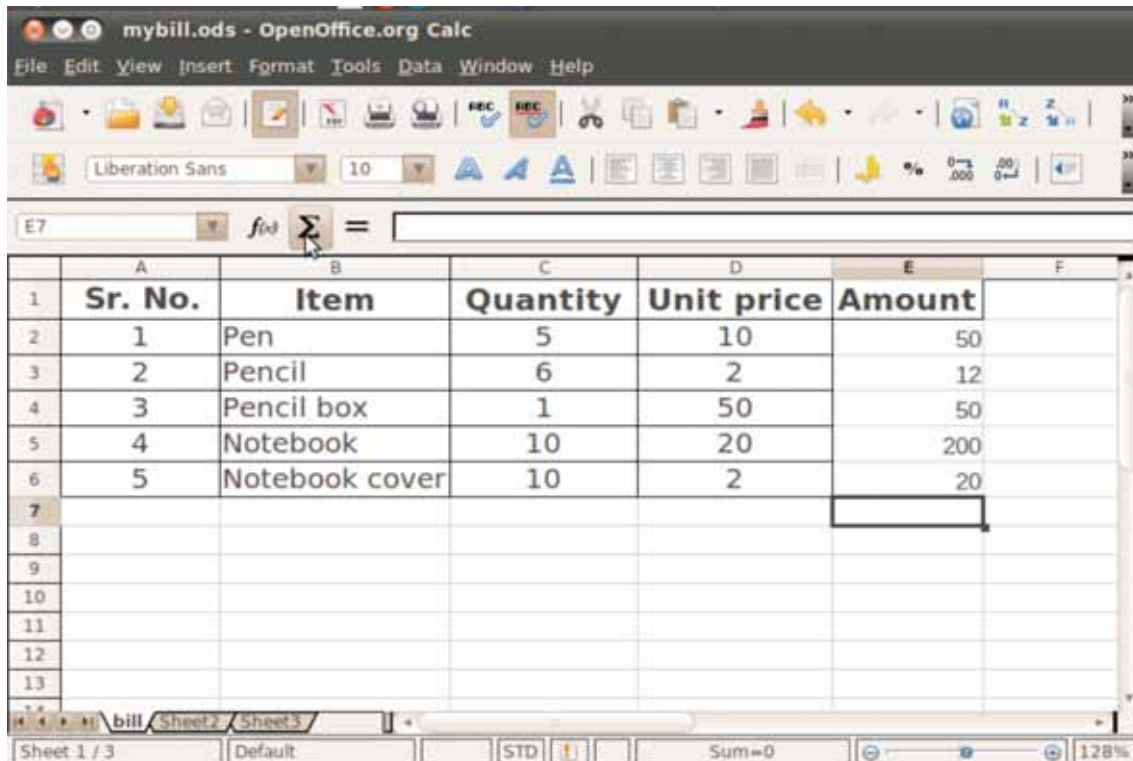 mybill.ods - OpenOffice.org Calc
File Edit View Insert Format Tools Data Window Help
Liberation Sans 10
E7 f(x) Σ =
A B C D E F
1 Sr. No. Item Quantity Unit price Amount
2 1 Pen 5 10 50
3 2 Pencil 6 2 12
4 3 Pencil box 1 50 50
5 4 Notebook 10 20 200
6 5 Notebook cover 10 2 20
7
8
9
10
11
12
13
bill Sheet2 Sheet3
Sheet 1 / 3 Default STD Sum=0 128%